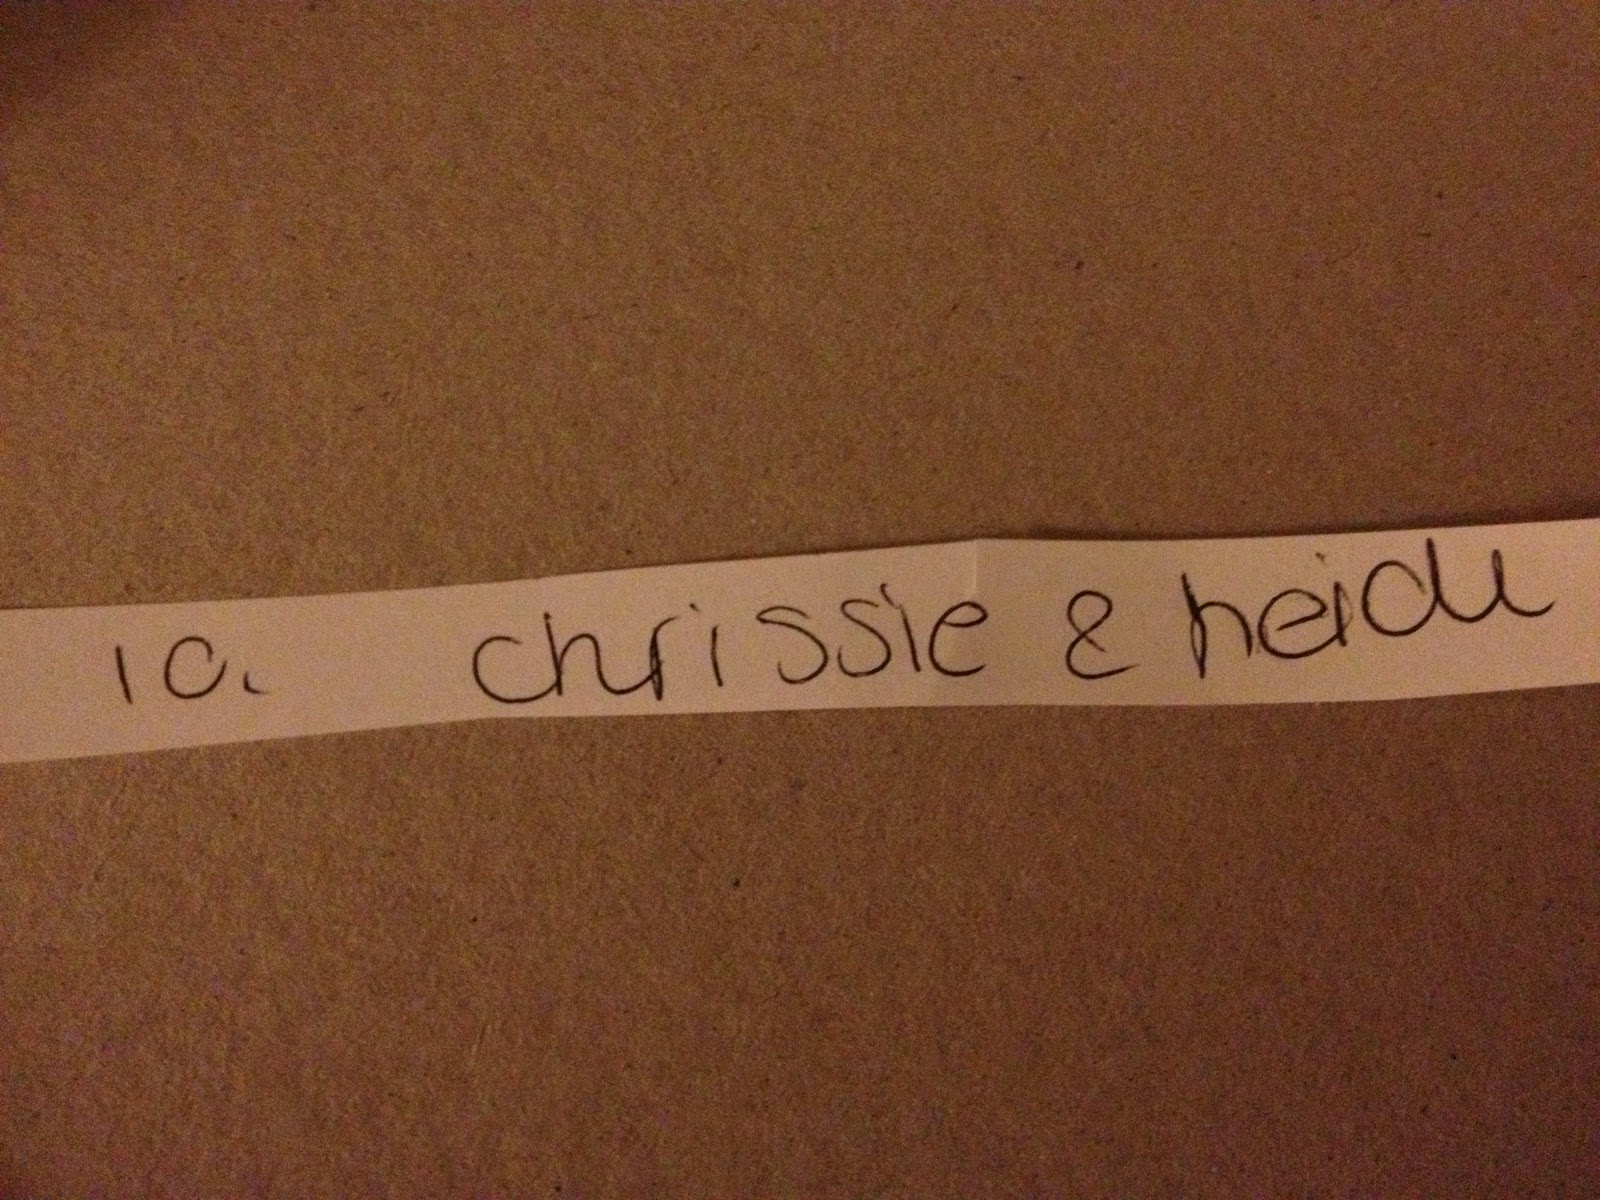 10. chrissie & heidi